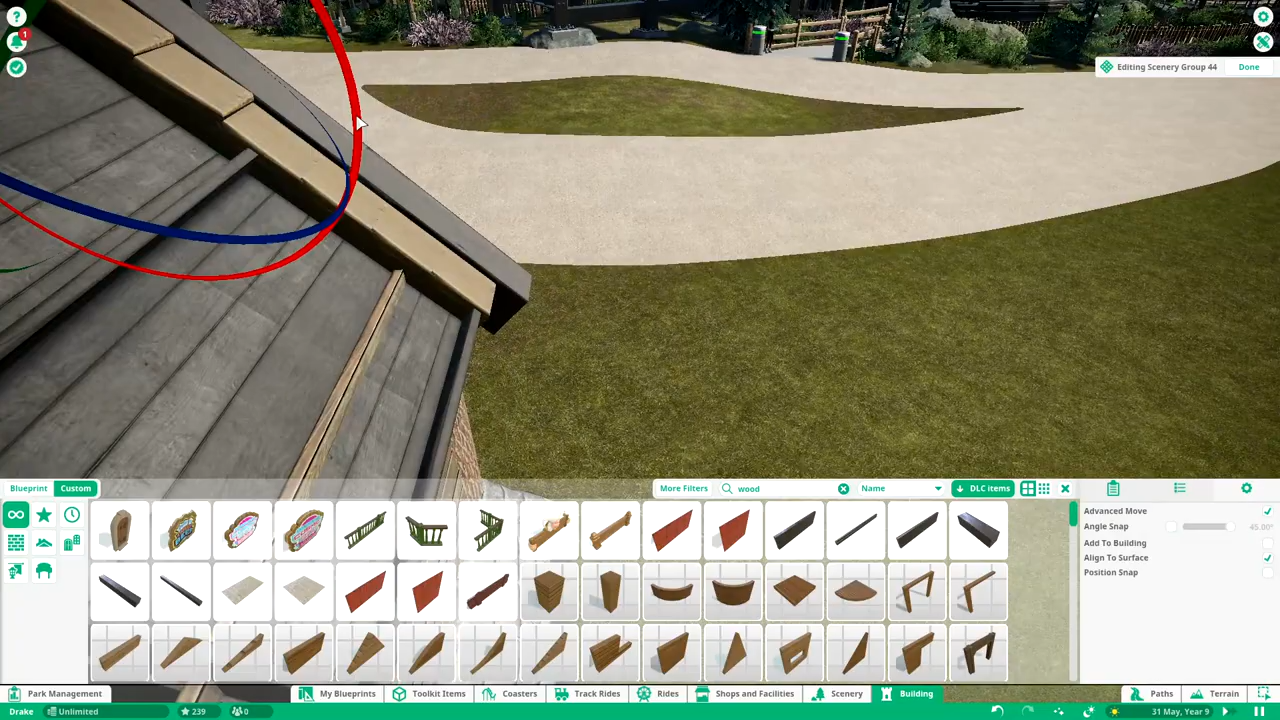 ?
1
Editing Scenery Group 44 Done
Blueprint Custom More Filters wood Name DLC items
Advanced Move
Angle Snap 45.00°
Add To Building
Align To Surface
Position Snap
Park Management My Blueprints Toolkit Items Coasters Track Rides Rides Shops and Facilities Scenery Building Paths Terrain
Drake Unlimited 239 0 31 May, Year 9